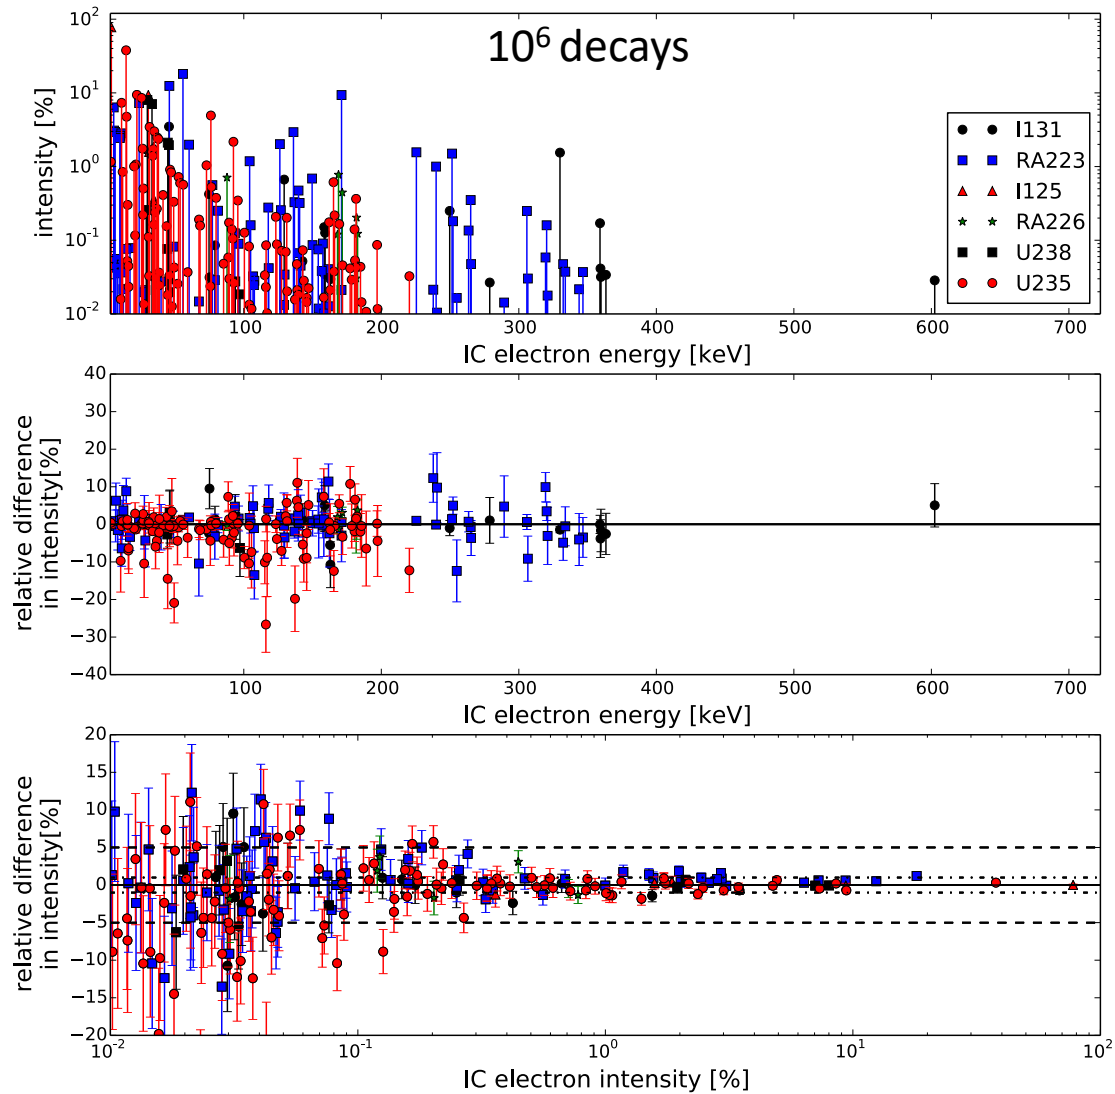 10⁶ decays
intensity [%]
10²
10¹
10⁰
10⁻¹
10⁻²
I131
RA223
I125
RA226
U238
U235
100 200 300 400 500 600 700
IC electron energy [keV]
relative difference
in intensity[%]
40
30
20
10
0
−10
−20
−30
−40
100 200 300 400 500 600 700
IC electron energy [keV]
relative difference
in intensity[%]
20
15
10
5
0
−5
−10
−15
−20
10⁻² 10⁻¹ 10⁰ 10¹ 10²
IC electron intensity [%]